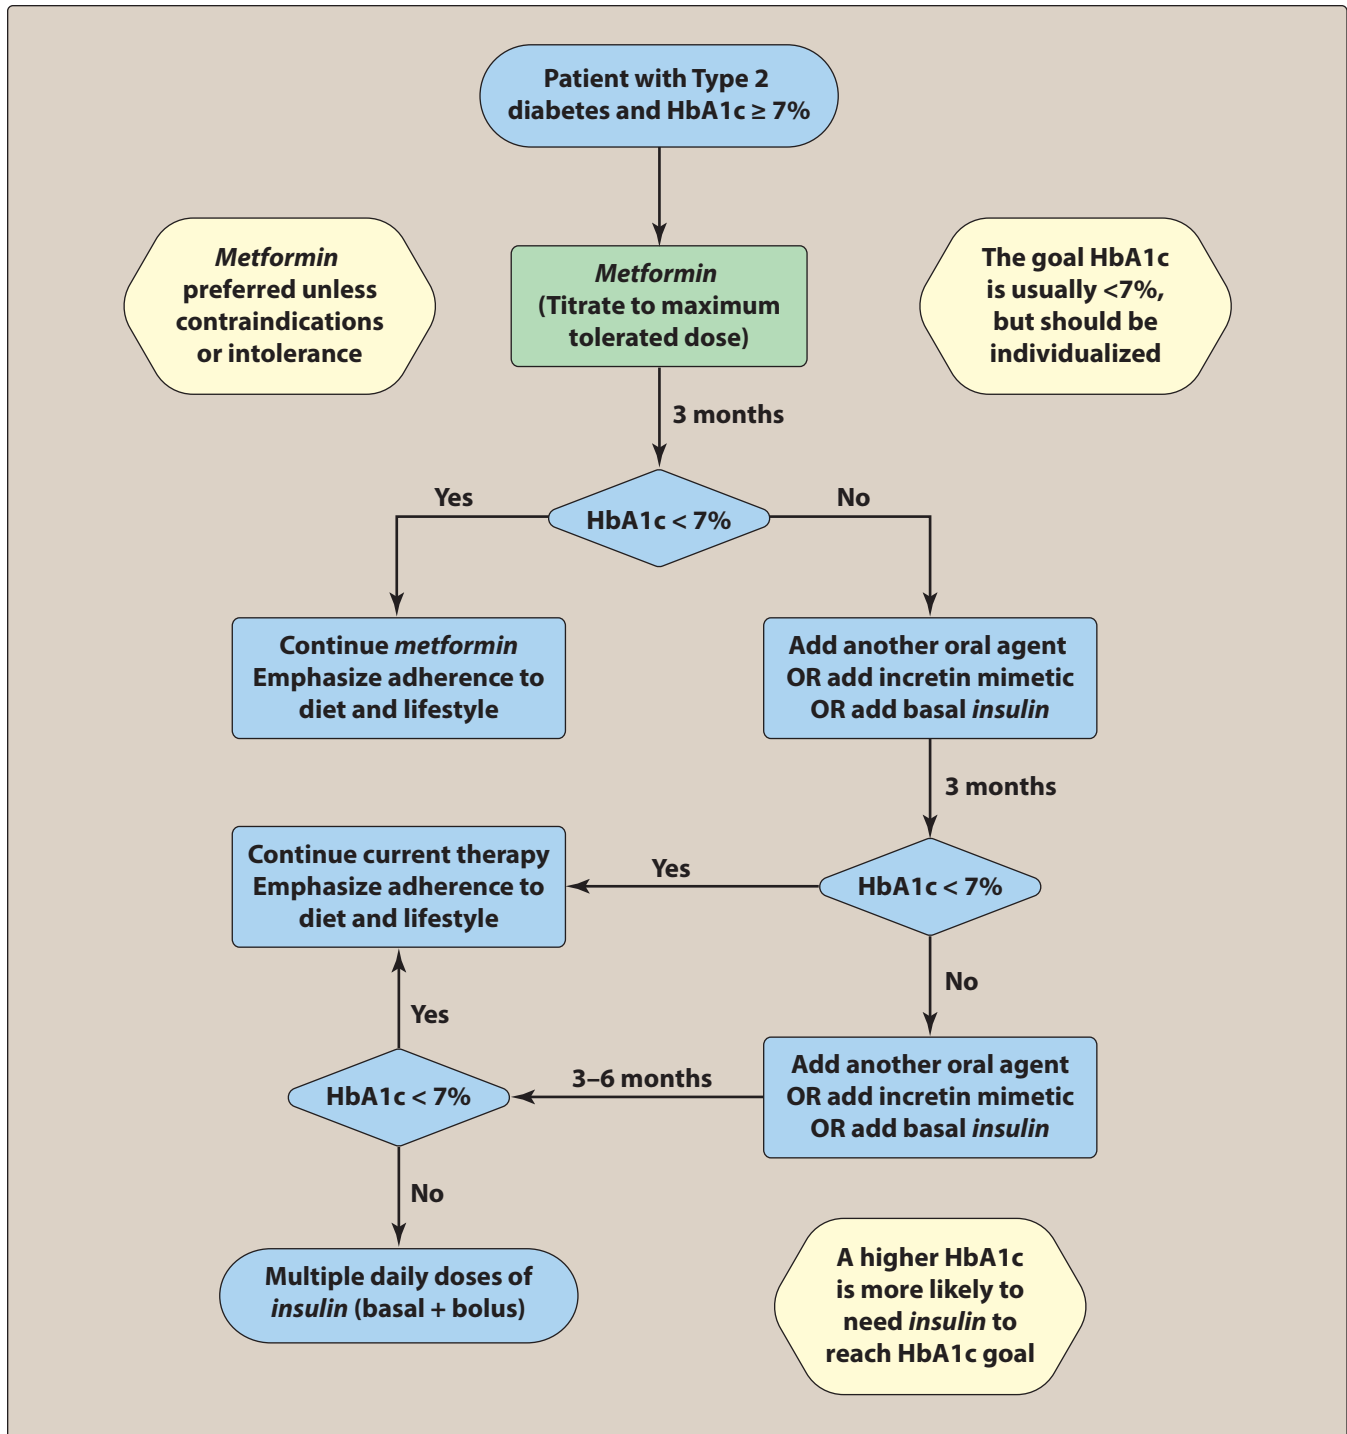 Patient with Type 2
diabetes and HbA1c ≥ 7%
Metformin
preferred unless
contraindications
or intolerance
Metformin
(Titrate to maximum
tolerated dose)
The goal HbA1c
is usually <7%,
but should be
individualized
3 months
HbA1c < 7%
Yes
No
Continue metformin
Emphasize adherence to
diet and lifestyle
Add another oral agent
OR add incretin mimetic
OR add basal insulin
3 months
HbA1c < 7%
Yes
Continue current therapy
Emphasize adherence to
diet and lifestyle
No
Add another oral agent
OR add incretin mimetic
OR add basal insulin
3–6 months
HbA1c < 7%
Yes
No
Multiple daily doses of
insulin (basal + bolus)
A higher HbA1c
is more likely to
need insulin to
reach HbA1c goal